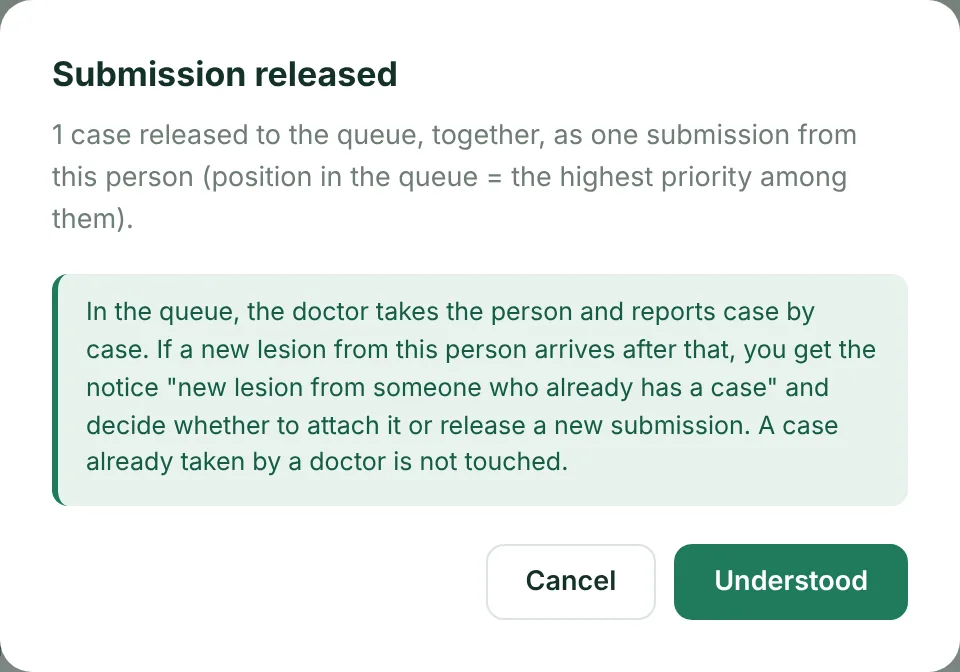 Submission released
1 case released to the queue, together, as one submission from
this person (position in the queue = the highest priority among
them).
In the queue, the doctor takes the person and reports case by
case. If a new lesion from this person arrives after that, you get the
notice "new lesion from someone who already has a case" and
decide whether to attach it or release a new submission. A case
already taken by a doctor is not touched.
Cancel
Understood